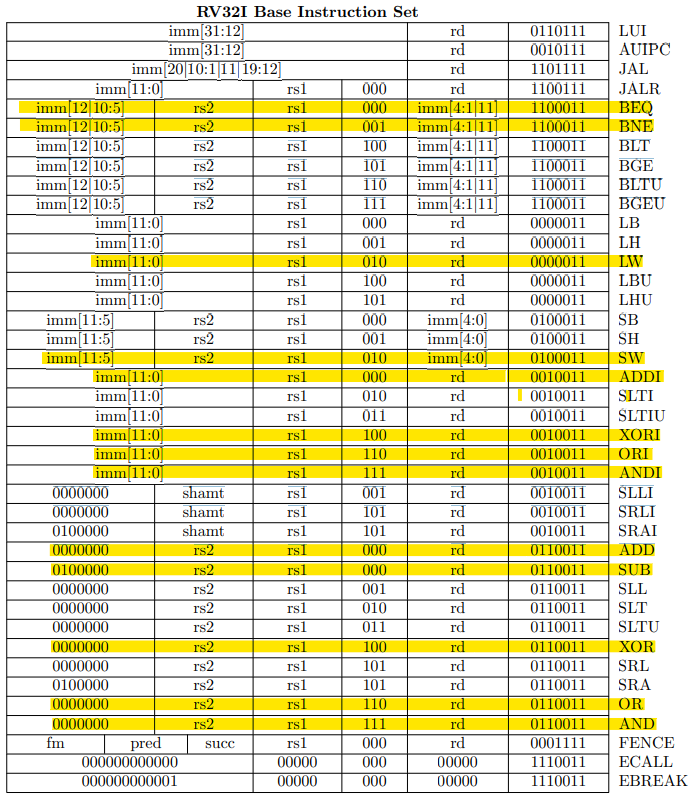 RV32I Base Instruction Set
imm[31:12] rd 0110111 LUI
imm[31:12] rd 0010111 AUIPC
imm[20|10:1|11|19:12] rd 1101111 JAL
imm[11:0] rs1 000 rd 1100111 JALR
imm[12|10:5] rs2 rs1 000 imm[4:1|11] 1100011 BEQ
imm[12|10:5] rs2 rs1 001 imm[4:1|11] 1100011 BNE
imm[12|10:5] rs2 rs1 100 imm[4:1|11] 1100011 BLT
imm[12|10:5] rs2 rs1 101 imm[4:1|11] 1100011 BGE
imm[12|10:5] rs2 rs1 110 imm[4:1|11] 1100011 BLTU
imm[12|10:5] rs2 rs1 111 imm[4:1|11] 1100011 BGEU
imm[11:0] rs1 000 rd 0000011 LB
imm[11:0] rs1 001 rd 0000011 LH
imm[11:0] rs1 010 rd 0000011 LW
imm[11:0] rs1 100 rd 0000011 LBU
imm[11:0] rs1 101 rd 0000011 LHU
imm[11:5] rs2 rs1 000 imm[4:0] 0100011 SB
imm[11:5] rs2 rs1 001 imm[4:0] 0100011 SH
imm[11:5] rs2 rs1 010 imm[4:0] 0100011 SW
imm[11:0] rs1 000 rd 0010011 ADDI
imm[11:0] rs1 010 rd 0010011 SLTI
imm[11:0] rs1 011 rd 0010011 SLTIU
imm[11:0] rs1 100 rd 0010011 XORI
imm[11:0] rs1 110 rd 0010011 ORI
imm[11:0] rs1 111 rd 0010011 ANDI
0000000 shamt rs1 001 rd 0010011 SLLI
0000000 shamt rs1 101 rd 0010011 SRLI
0100000 shamt rs1 101 rd 0010011 SRAI
0000000 rs2 rs1 000 rd 0110011 ADD
0100000 rs2 rs1 000 rd 0110011 SUB
0000000 rs2 rs1 001 rd 0110011 SLL
0000000 rs2 rs1 010 rd 0110011 SLT
0000000 rs2 rs1 011 rd 0110011 SLTU
0000000 rs2 rs1 100 rd 0110011 XOR
0000000 rs2 rs1 101 rd 0110011 SRL
0100000 rs2 rs1 101 rd 0110011 SRA
0000000 rs2 rs1 110 rd 0110011 OR
0000000 rs2 rs1 111 rd 0110011 AND
fm pred succ rs1 000 rd 0001111 FENCE
000000000000 00000 000 00000 1110011 ECALL
000000000001 00000 000 00000 1110011 EBREAK